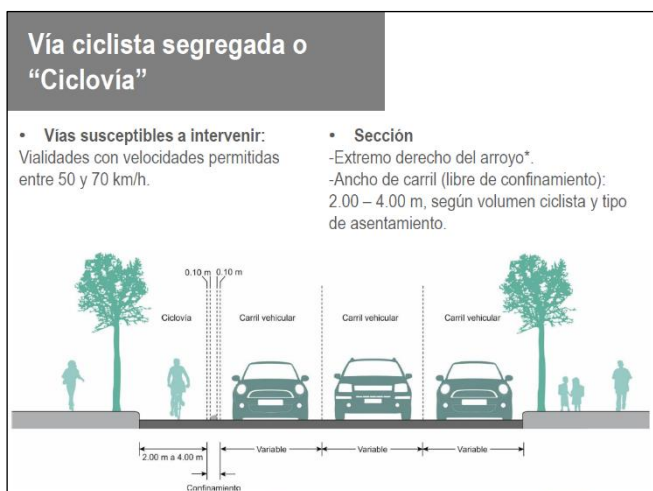 Vía ciclista segregada o
“Ciclovía”
• Vías susceptibles a intervenir:
Vialidades con velocidades permitidas
entre 50 y 70 km/h.
• Sección
-Extremo derecho del arroyo*.
-Ancho de carril (libre de confinamiento):
2.00 – 4.00 m, según volumen ciclista y tipo
de asentamiento.
0.10 m 0.10 m
Ciclovía Carril vehicular Carril vehicular Carril vehicular
2.00 m a 4.00 m Variable Variable Variable
Confinamiento